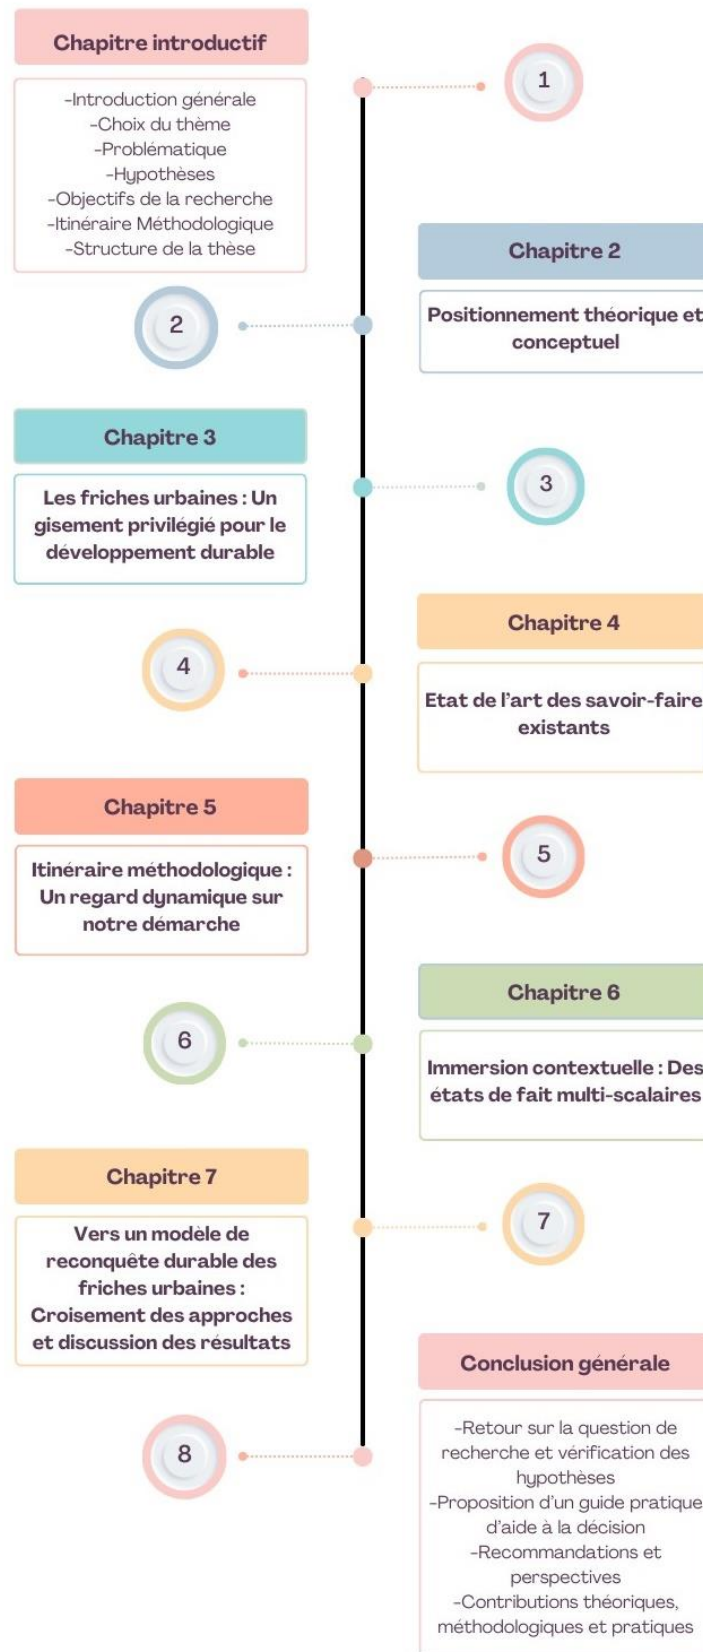 Chapitre introductif
-Introduction générale
-Choix du thème
-Problématique
-Hypothèses
-Objectifs de la recherche
-Itinéraire Méthodologique
-Structure de la thèse
1
Chapitre 2
Positionnement théorique et
conceptuel
2
Chapitre 3
Les friches urbaines : Un
gisement privilégié pour le
développement durable
3
Chapitre 4
Etat de l'art des savoir-faire
existants
4
Chapitre 5
Itinéraire méthodologique :
Un regard dynamique sur
notre démarche
5
Chapitre 6
Immersion contextuelle : Des
états de fait multi-scalaires
6
Chapitre 7
Vers un modèle de
reconquête durable des
friches urbaines :
Croisement des approches
et discussion des résultats
7
Conclusion générale
-Retour sur la question de
recherche et vérification des
hypothèses
-Proposition d'un guide pratique
d'aide à la décision
-Recommandations et
perspectives
-Contributions théoriques,
méthodologiques et pratiques
8